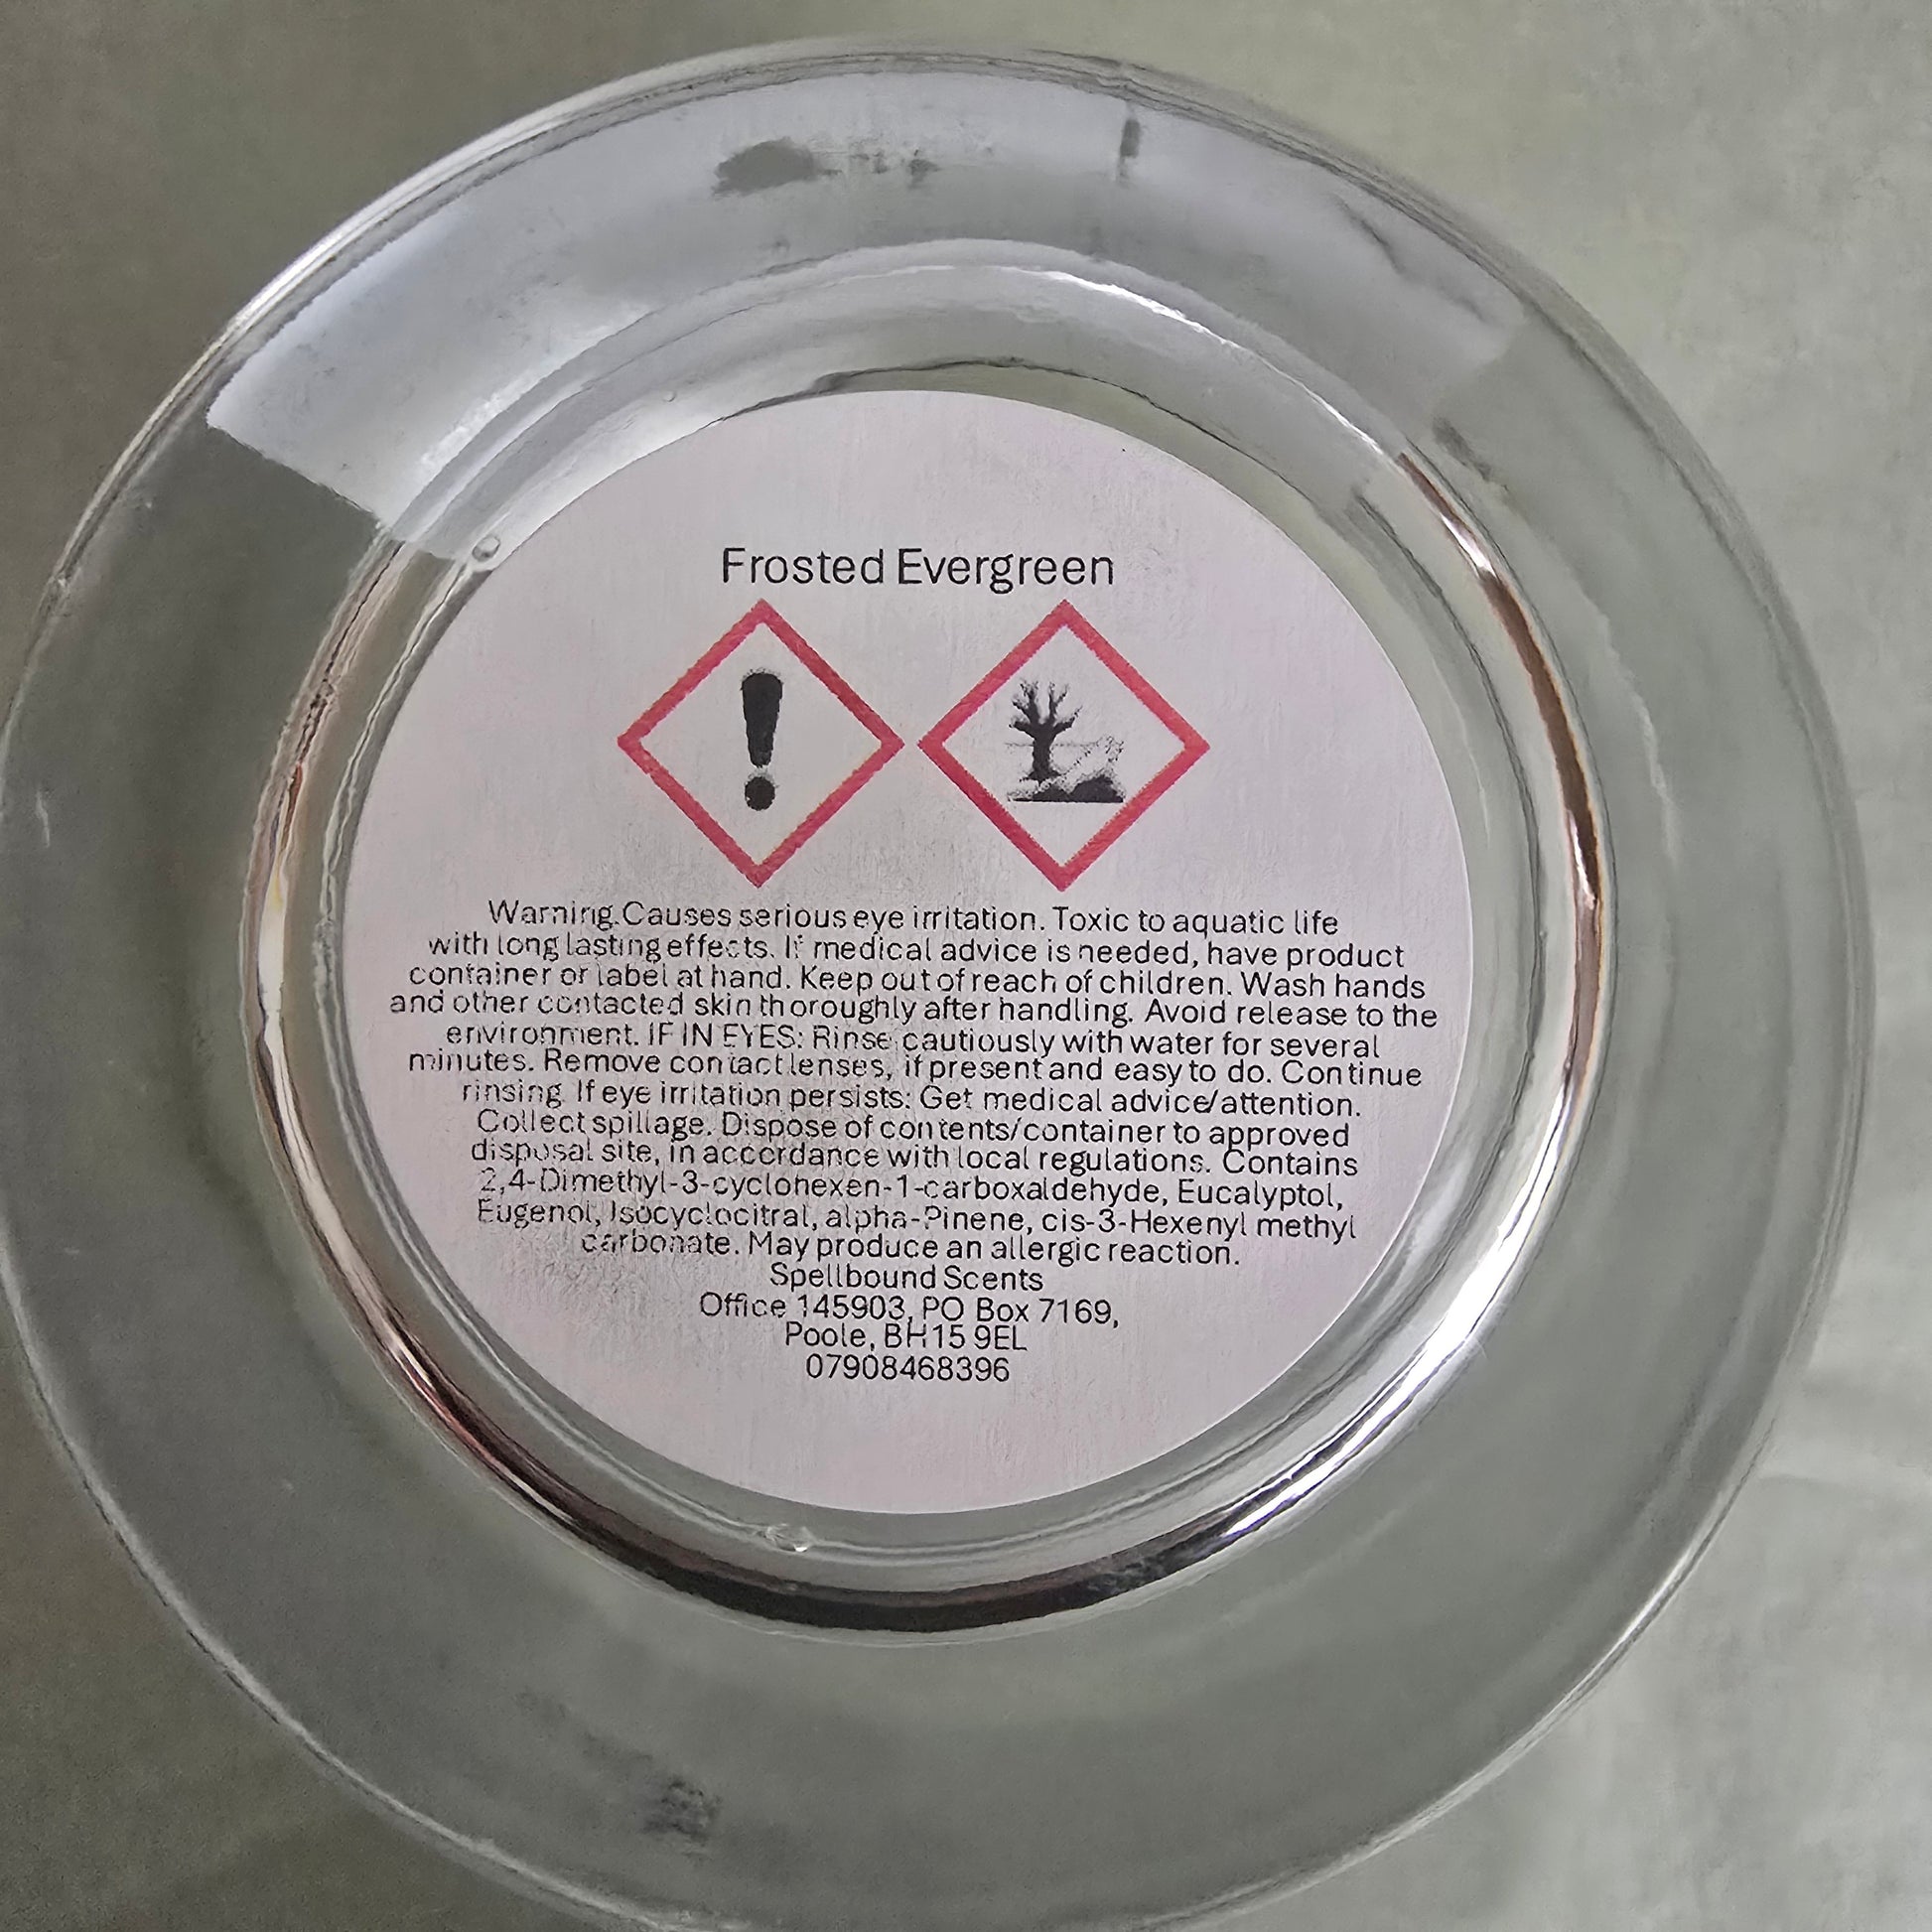 Frosted Evergreen
Warning. Causes serious eye irritation. Toxic to aquatic life
with long lasting effects. If medical advice is needed, have product
container or label at hand. Keep out of reach of children. Wash hands
and other contacted skin thoroughly after handling. Avoid release to the
environment. IF IN EYES: Rinse cautiously with water for several
minutes. Remove contact lenses, if present and easy to do. Continue
rinsing. If eye irritation persists: Get medical advice/attention.
Collect spillage. Dispose of contents/container to approved
disposal site, in accordance with local regulations. Contains
2,4-Dimethyl-3-cyclohexen-1-carboxaldehyde, Eucalyptol,
Eugenol, Isocyclocitral, alpha-Pinene, cis-3-Hexenyl methyl
carbonate. May produce an allergic reaction.
Spellbound Scents
Office 145903, PO Box 7169,
Poole, BH15 9EL
07908468396